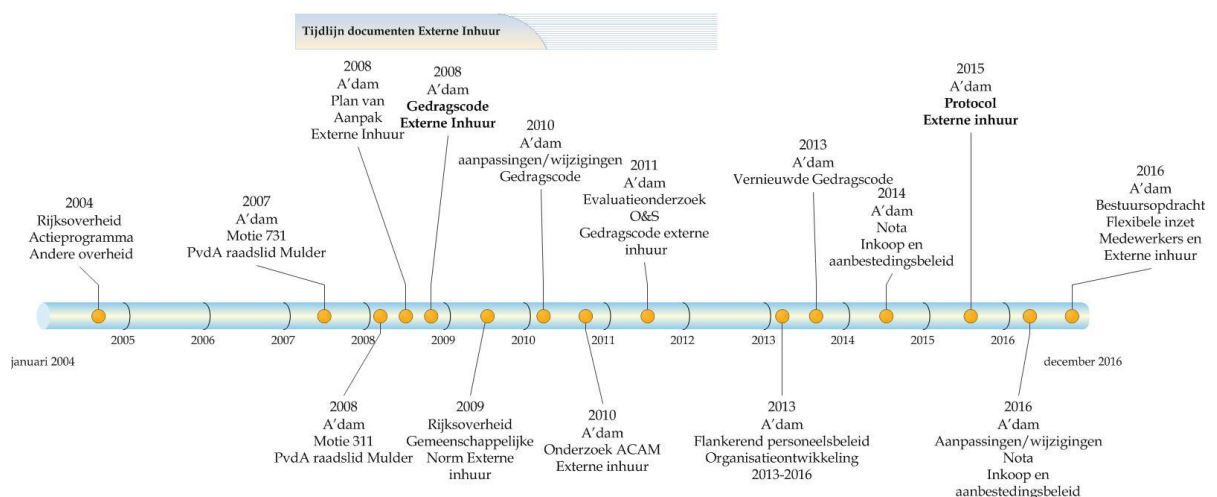 Tijdlijn documenten Externe Inhuur
2004
Rijksoverheid
Actieprogramma
Andere overheid
2007
A'dam
Motie 731
PvdA raadslid Mulder
2008
A'dam
Plan van
Aanpak
Externe Inhuur
2008
A'dam
Gedragscode
Externe Inhuur
2010
A'dam
aanpassingen/wijzigingen
Gedragscode
2011
A'dam
Evaluatieonderzoek
O&S
Gedragscode externe
inhuur
2013
A'dam
Vernieuwde Gedragscode
2014
A'dam
Nota
Inkoop en
aanbestedingsbeleid
2015
A'dam
Protocol
Externe inhuur
2016
A'dam
Bestuursopdracht
Flexibele inzet
Medewerkers en
Externe inhuur
2005
2006
2007
2008
2009
2010
2011
2012
2013
2014
2015
2016
januari 2004
december 2016
2008
A'dam
Motie 311
PvdA raadslid Mulder
2009
Rijksoverheid
Gemeenschappelijke
Norm Externe
inhuur
2010
A'dam
Onderzoek ACAM
Externe inhuur
2013
A'dam
Flankerend personeelsbeleid
Organisatieontwikkeling
2013-2016
2016
A'dam
Aanpassingen/wijzigingen
Nota
Inkoop en
aanbestedingsbeleid